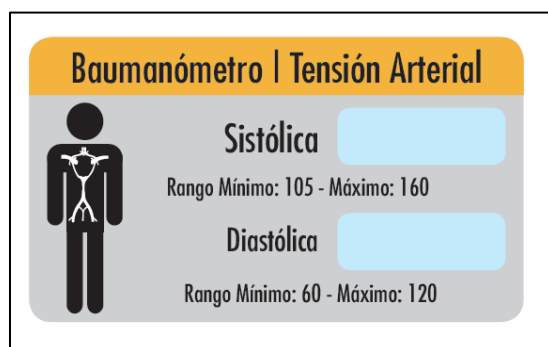 Baumanómetro | Tensión Arterial
Sistólica
Rango Mínimo: 105 - Máximo: 160
Diastólica
Rango Mínimo: 60 - Máximo: 120